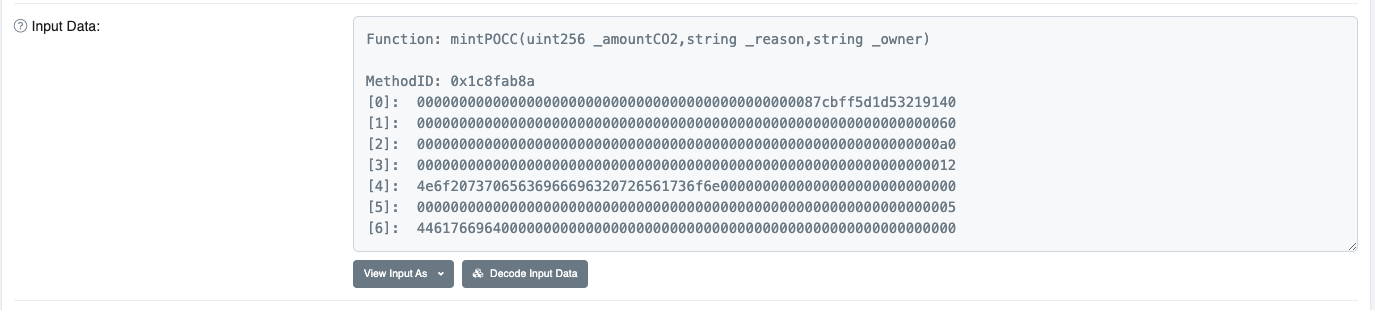 Input Data:
Function: mintPOCC(uint256 _amountCO2,string _reason,string _owner)
MethodID: 0x1c8fab8a
[0]: 000000000000000000000000000000000000000000000087cbff5d1d53219140
[1]: 0000000000000000000000000000000000000000000000000000000000000060
[2]: 00000000000000000000000000000000000000000000000000000000000000a0
[3]: 0000000000000000000000000000000000000000000000000000000000000012
[4]: 4e6f20737065636966696320726561736f6e0000000000000000000000000000
[5]: 0000000000000000000000000000000000000000000000000000000000000005
[6]: 4461766964000000000000000000000000000000000000000000000000000000
View Input As
Decode Input Data